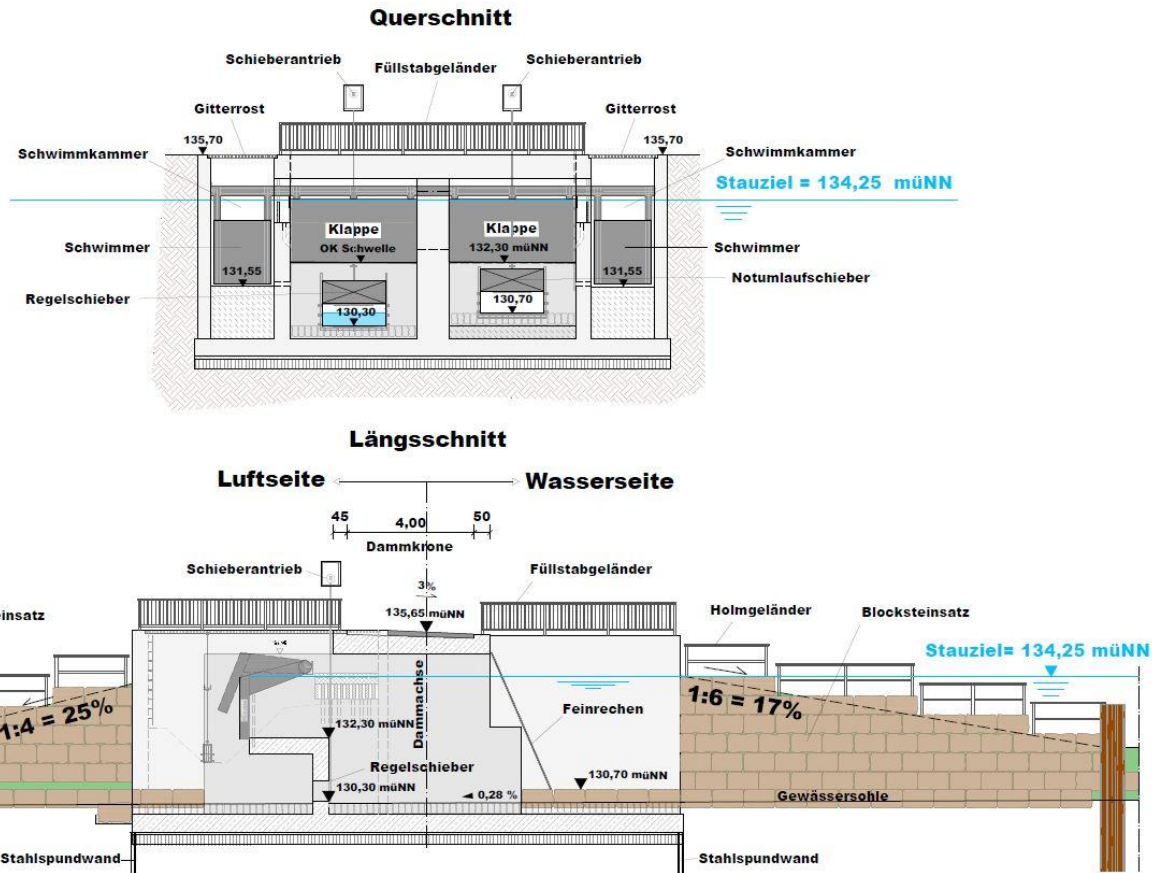 Querschnitt
Schieberantrieb
Füllstabgeländer
Schieberantrieb
Gitterrost
Gitterrost
135,70
135,70
Schwimmkammer
Schwimmkammer
Stauziel = 134,25 müNN
Klappe
Klappe
Schwimmer
OK Schwelle
132,30 müNN
Schwimmer
131,55
131,55
Notumlaufschieber
Regelschieber
130,30
130,70
Längsschnitt
Luftseite
Wasserseite
45
4,00
50
Dammkrone
Schieberantrieb
Füllstabgeländer
3%
135,65 müNN
Holmgeländer
Blocksteinsatz
einsatz
Stauziel= 134,25 müNN
1:4 = 25%
1:6 = 17%
Dammachse
Feinrechen
132,30 müNN
Regelschieber
130,70 müNN
130,30 müNN
0,28 %
Gewässersohle
Stahlspundwand
Stahlspundwand